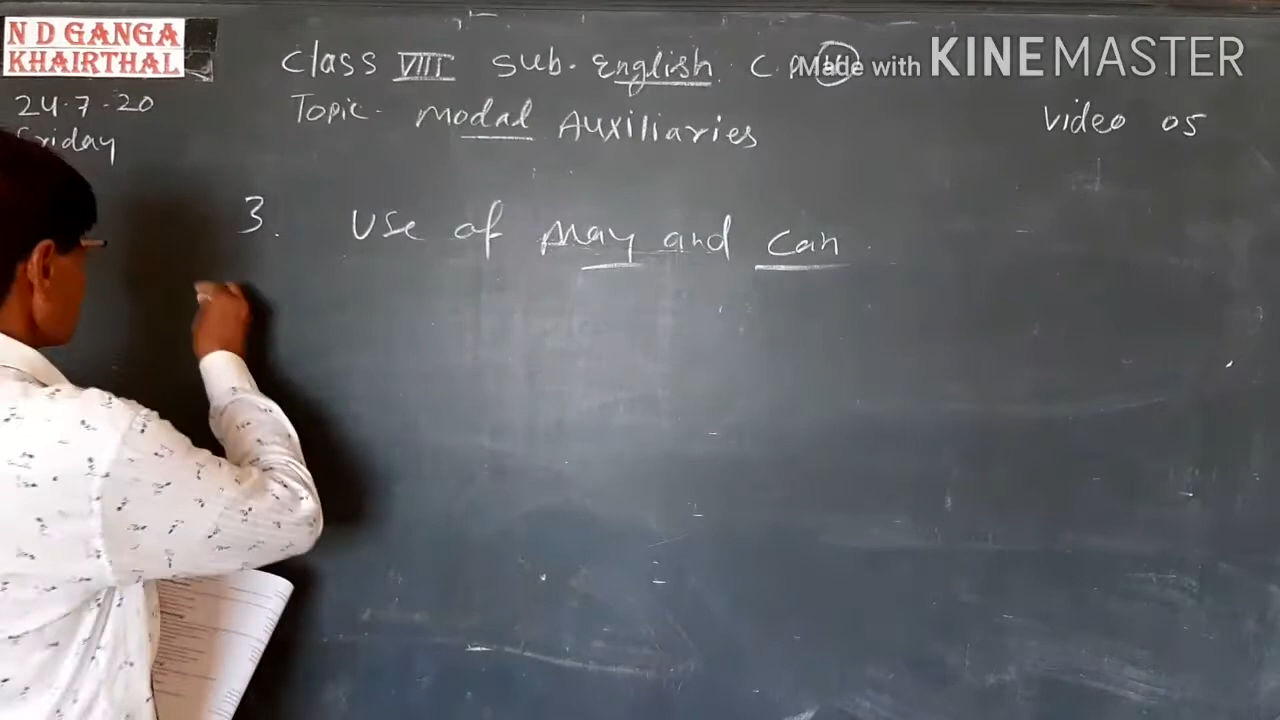 N D GANGA
KHAIRTHAL
24.7.20
Friday
Class VIII Sub. English C
Made with KINEMASTER
Topic - Modal Auxiliaries
Video 05
3. Use of May and Can